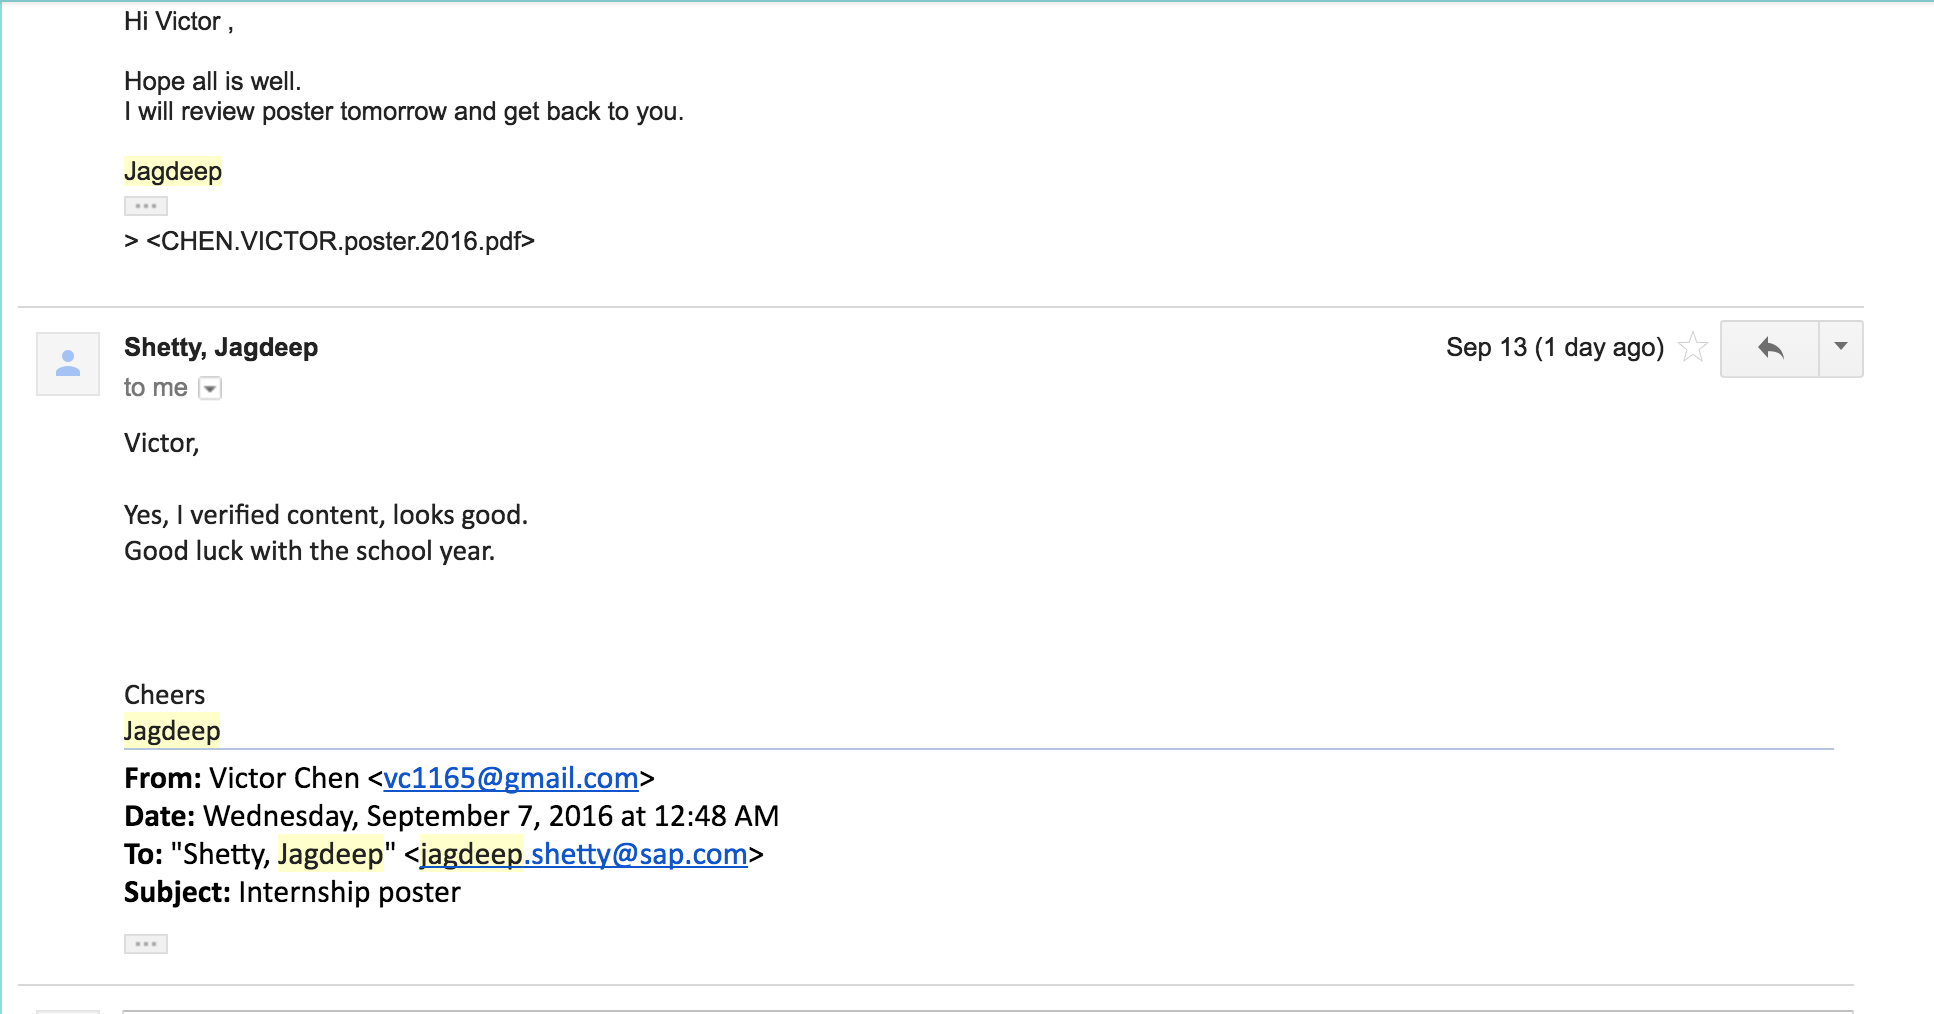 Hi Victor ,
Hope all is well.
I will review poster tomorrow and get back to you.
Jagdeep
> <CHEN.VICTOR.poster.2016.pdf>
Shetty, Jagdeep
Sep 13 (1 day ago)
to me
Victor,
Yes, I verified content, looks good.
Good luck with the school year.
Cheers
Jagdeep
From: Victor Chen <vc1165@gmail.com>
Date: Wednesday, September 7, 2016 at 12:48 AM
To: "Shetty, Jagdeep" <jagdeep.shetty@sap.com>
Subject: Internship poster